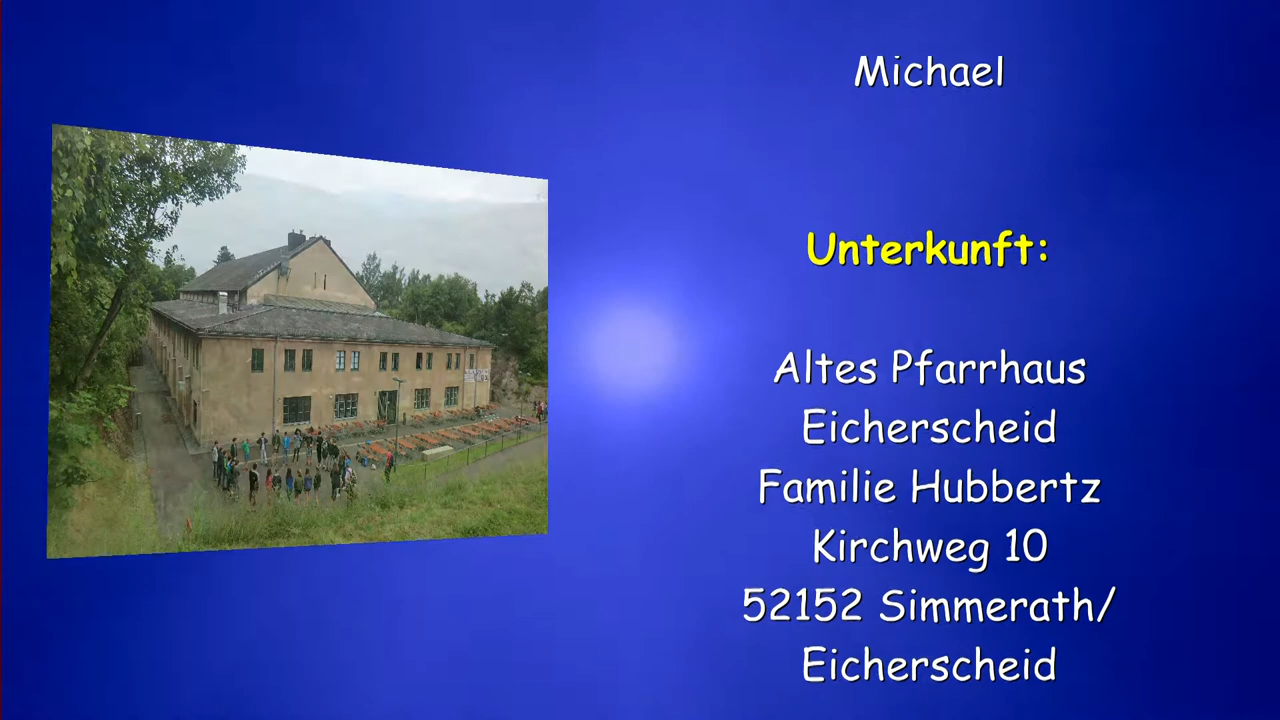 Michael
Unterkunft:
Altes Pfarrhaus
Eicherscheid
Familie Hubbertz
Kirchweg 10
52152 Simmerath/
Eicherscheid